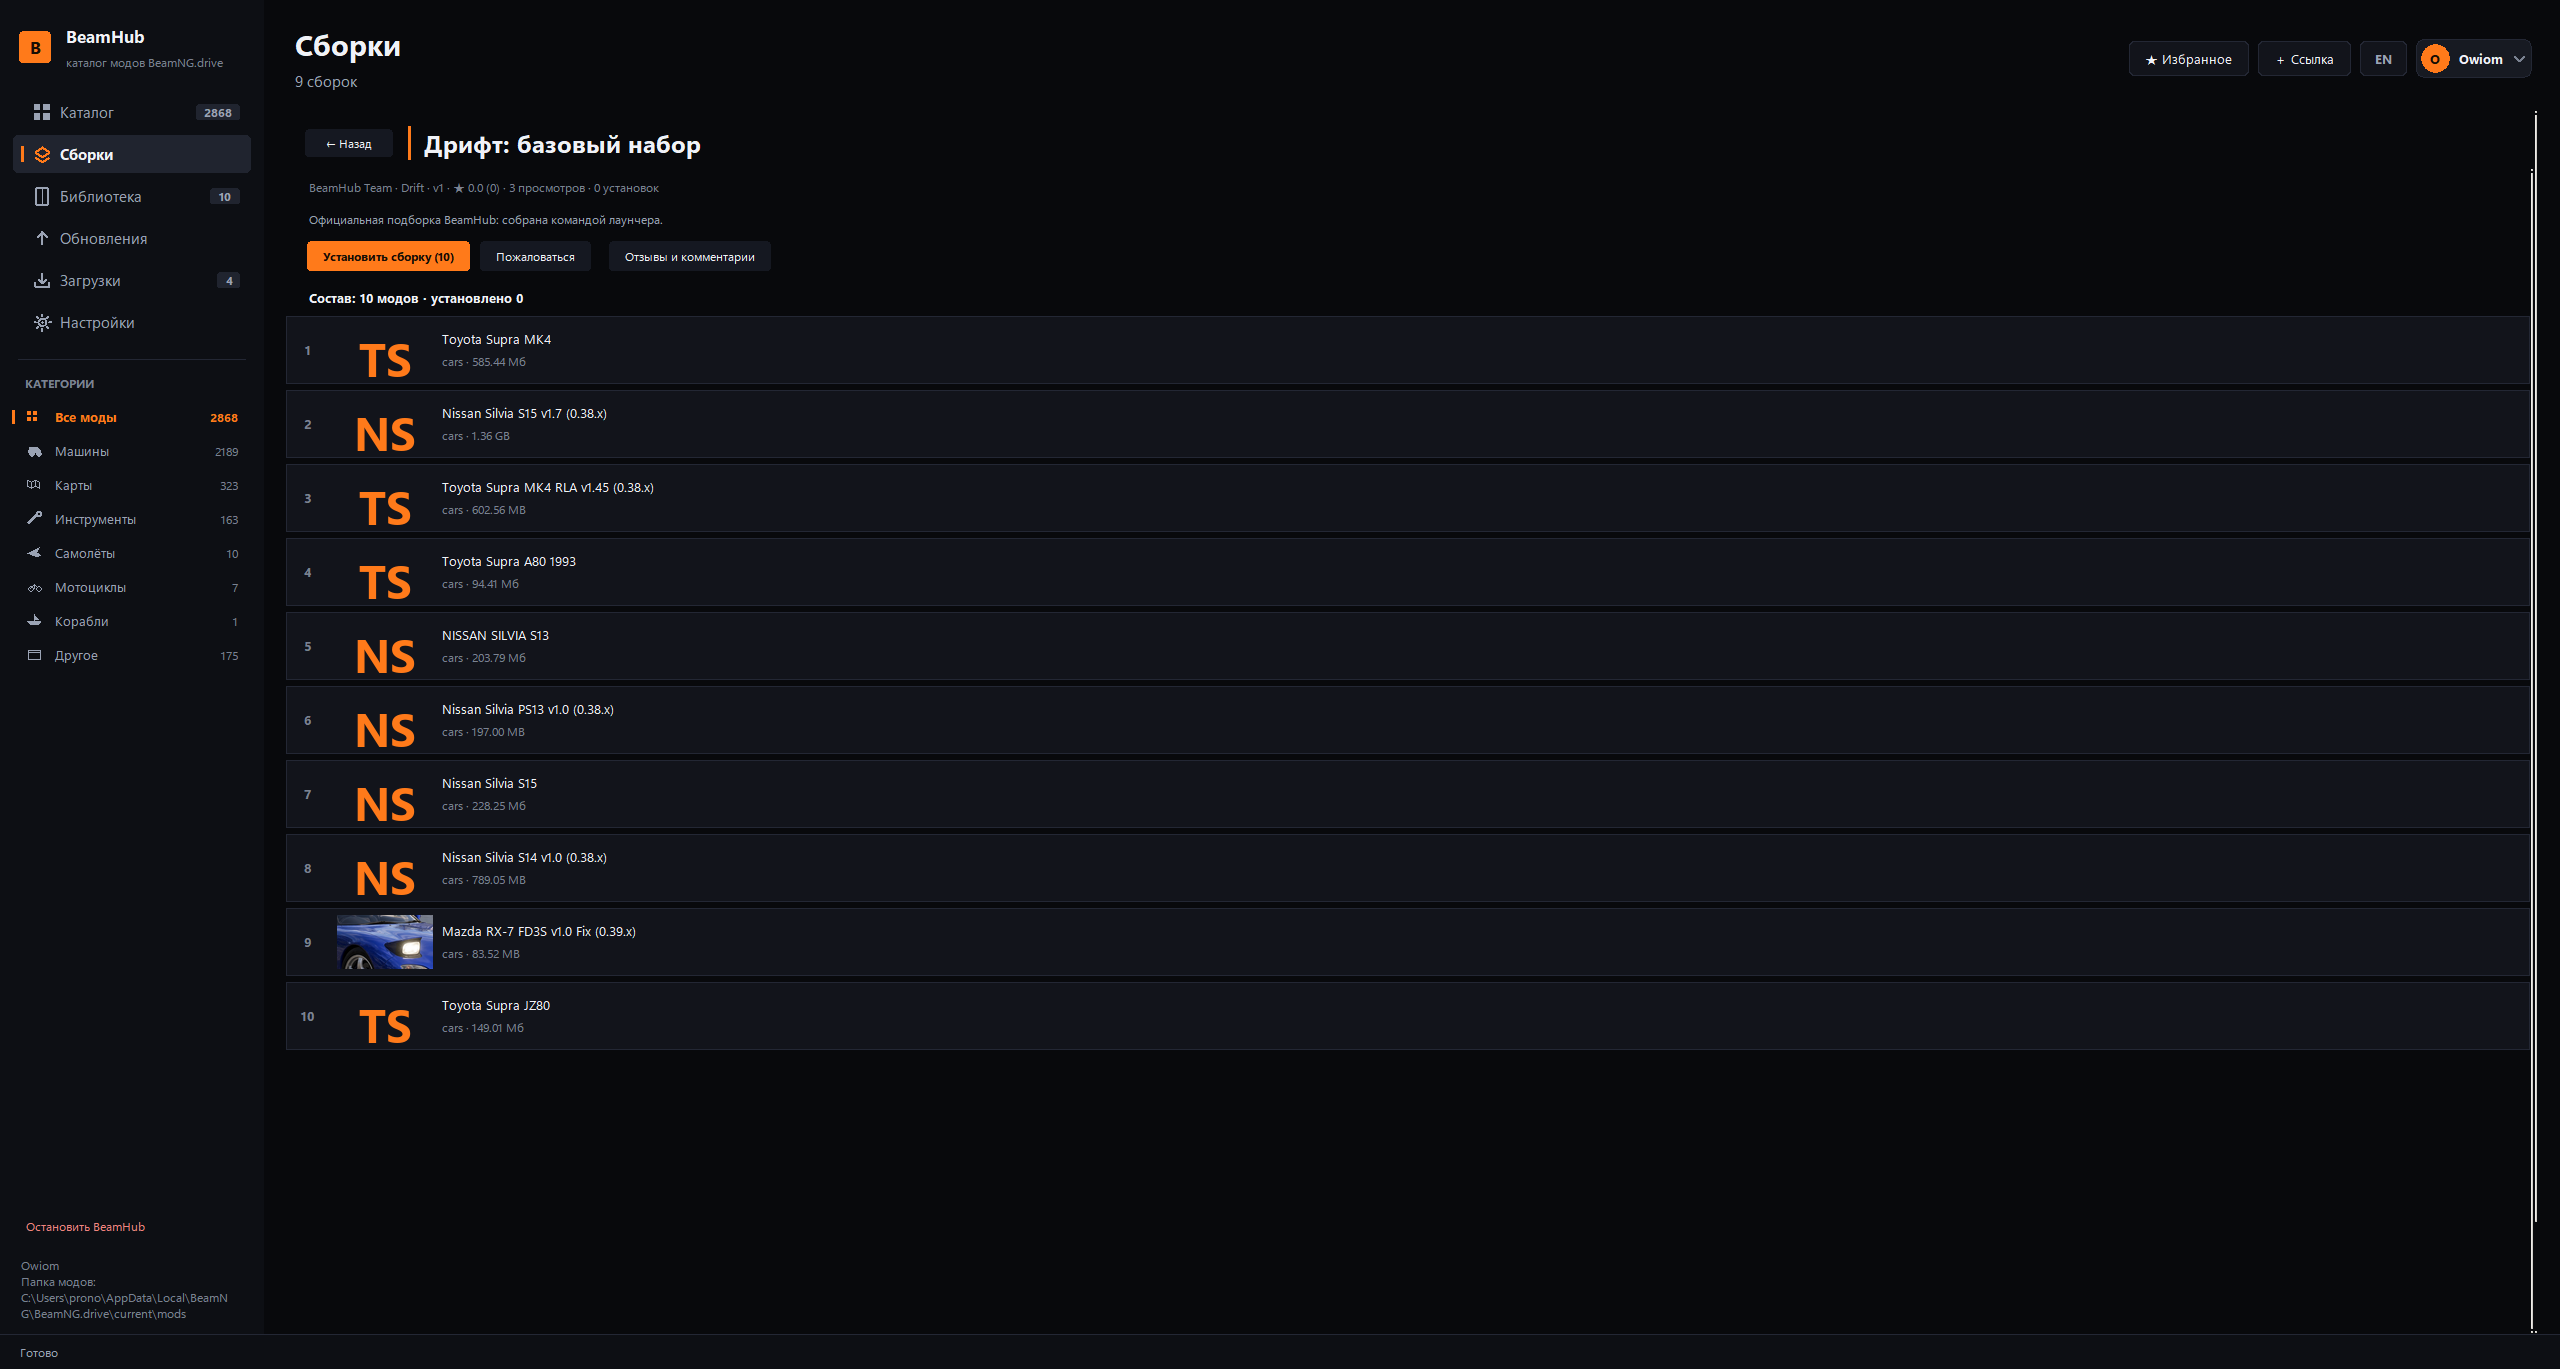 B
BeamHub
каталог модов BeamNG.drive
Каталог 2868
Сборки
Библиотека 10
Обновления
Загрузки 4
Настройки
КАТЕГОРИИ
Все моды 2868
Машины 2189
Карты 323
Инструменты 163
Самолёты 10
Мотоциклы 7
Корабли 1
Другое 175
Остановить BeamHub
Owiom
Папка модов:
C:\Users\prono\AppData\Local\BeamN
G\BeamNG.drive\current\mods
Готово
Сборки
9 сборок
★ Избранное
+ Ссылка
EN
O Owiom
← Назад
Дрифт: базовый набор
BeamHub Team · Drift · v1 · ★ 0.0 (0) · 3 просмотров · 0 установок
Официальная подборка BeamHub: собрана командой лаунчера.
Установить сборку (10)
Пожаловаться
Отзывы и комментарии
Состав: 10 модов · установлено 0
1
TS
Toyota Supra MK4
cars · 585.44 Мб
2
NS
Nissan Silvia S15 v1.7 (0.38.x)
cars · 1.36 GB
3
TS
Toyota Supra MK4 RLA v1.45 (0.38.x)
cars · 602.56 MB
4
TS
Toyota Supra A80 1993
cars · 94.41 Мб
5
NS
NISSAN SILVIA S13
cars · 203.79 Мб
6
NS
Nissan Silvia PS13 v1.0 (0.38.x)
cars · 197.00 MB
7
NS
Nissan Silvia S15
cars · 228.25 Мб
8
NS
Nissan Silvia S14 v1.0 (0.38.x)
cars · 789.05 MB
9
Mazda RX-7 FD3S v1.0 Fix (0.39.x)
cars · 83.52 MB
10
TS
Toyota Supra JZ80
cars · 149.01 Мб